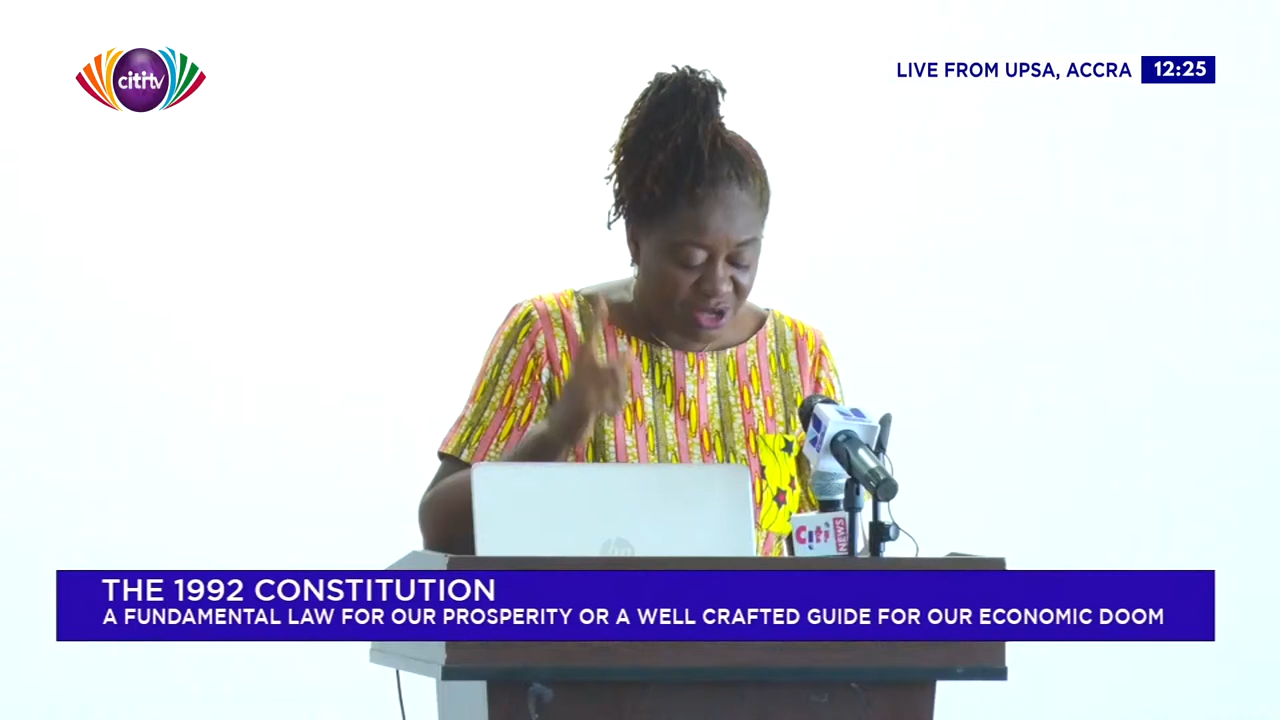 citi tv
LIVE FROM UPSA, ACCRA 12:25
hp
Citi NEWS
THE 1992 CONSTITUTION
A FUNDAMENTAL LAW FOR OUR PROSPERITY OR A WELL CRAFTED GUIDE FOR OUR ECONOMIC DOOM